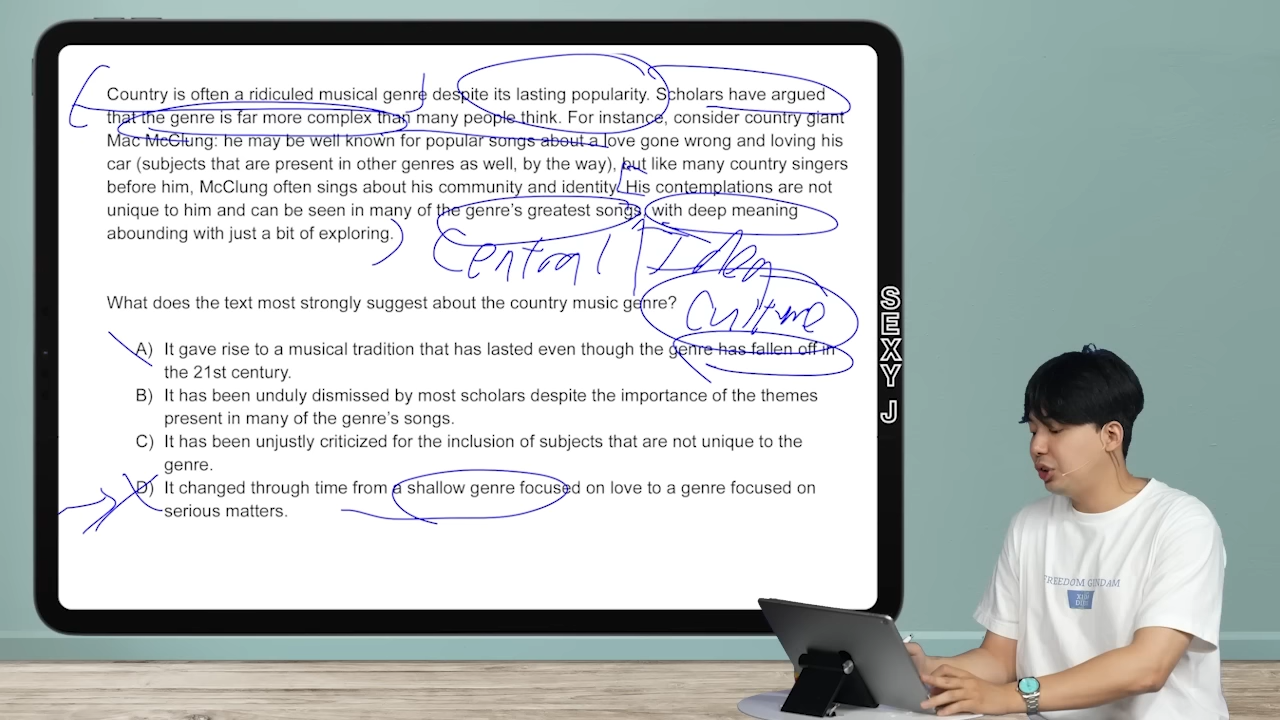 Country is often a ridiculed musical genre despite its lasting popularity. Scholars have argued
that the genre is far more complex than many people think. For instance, consider country giant
Mac McClung: he may be well known for popular songs about a love gone wrong and loving his
car (subjects that are present in other genres as well, by the way), but like many country singers
before him, McClung often sings about his community and identity. His contemplations are not
unique to him and can be seen in many of the genre's greatest songs, with deep meaning
abounding with just a bit of exploring.
Central Idea
What does the text most strongly suggest about the country music genre?
Culture
A) It gave rise to a musical tradition that has lasted even though the genre has fallen off in
the 21st century.
B) It has been unduly dismissed by most scholars despite the importance of the themes
present in many of the genre's songs.
C) It has been unjustly criticized for the inclusion of subjects that are not unique to the
genre.
D) It changed through time from a shallow genre focused on love to a genre focused on
serious matters.
SEXY J
FREEDOM GUNDAM